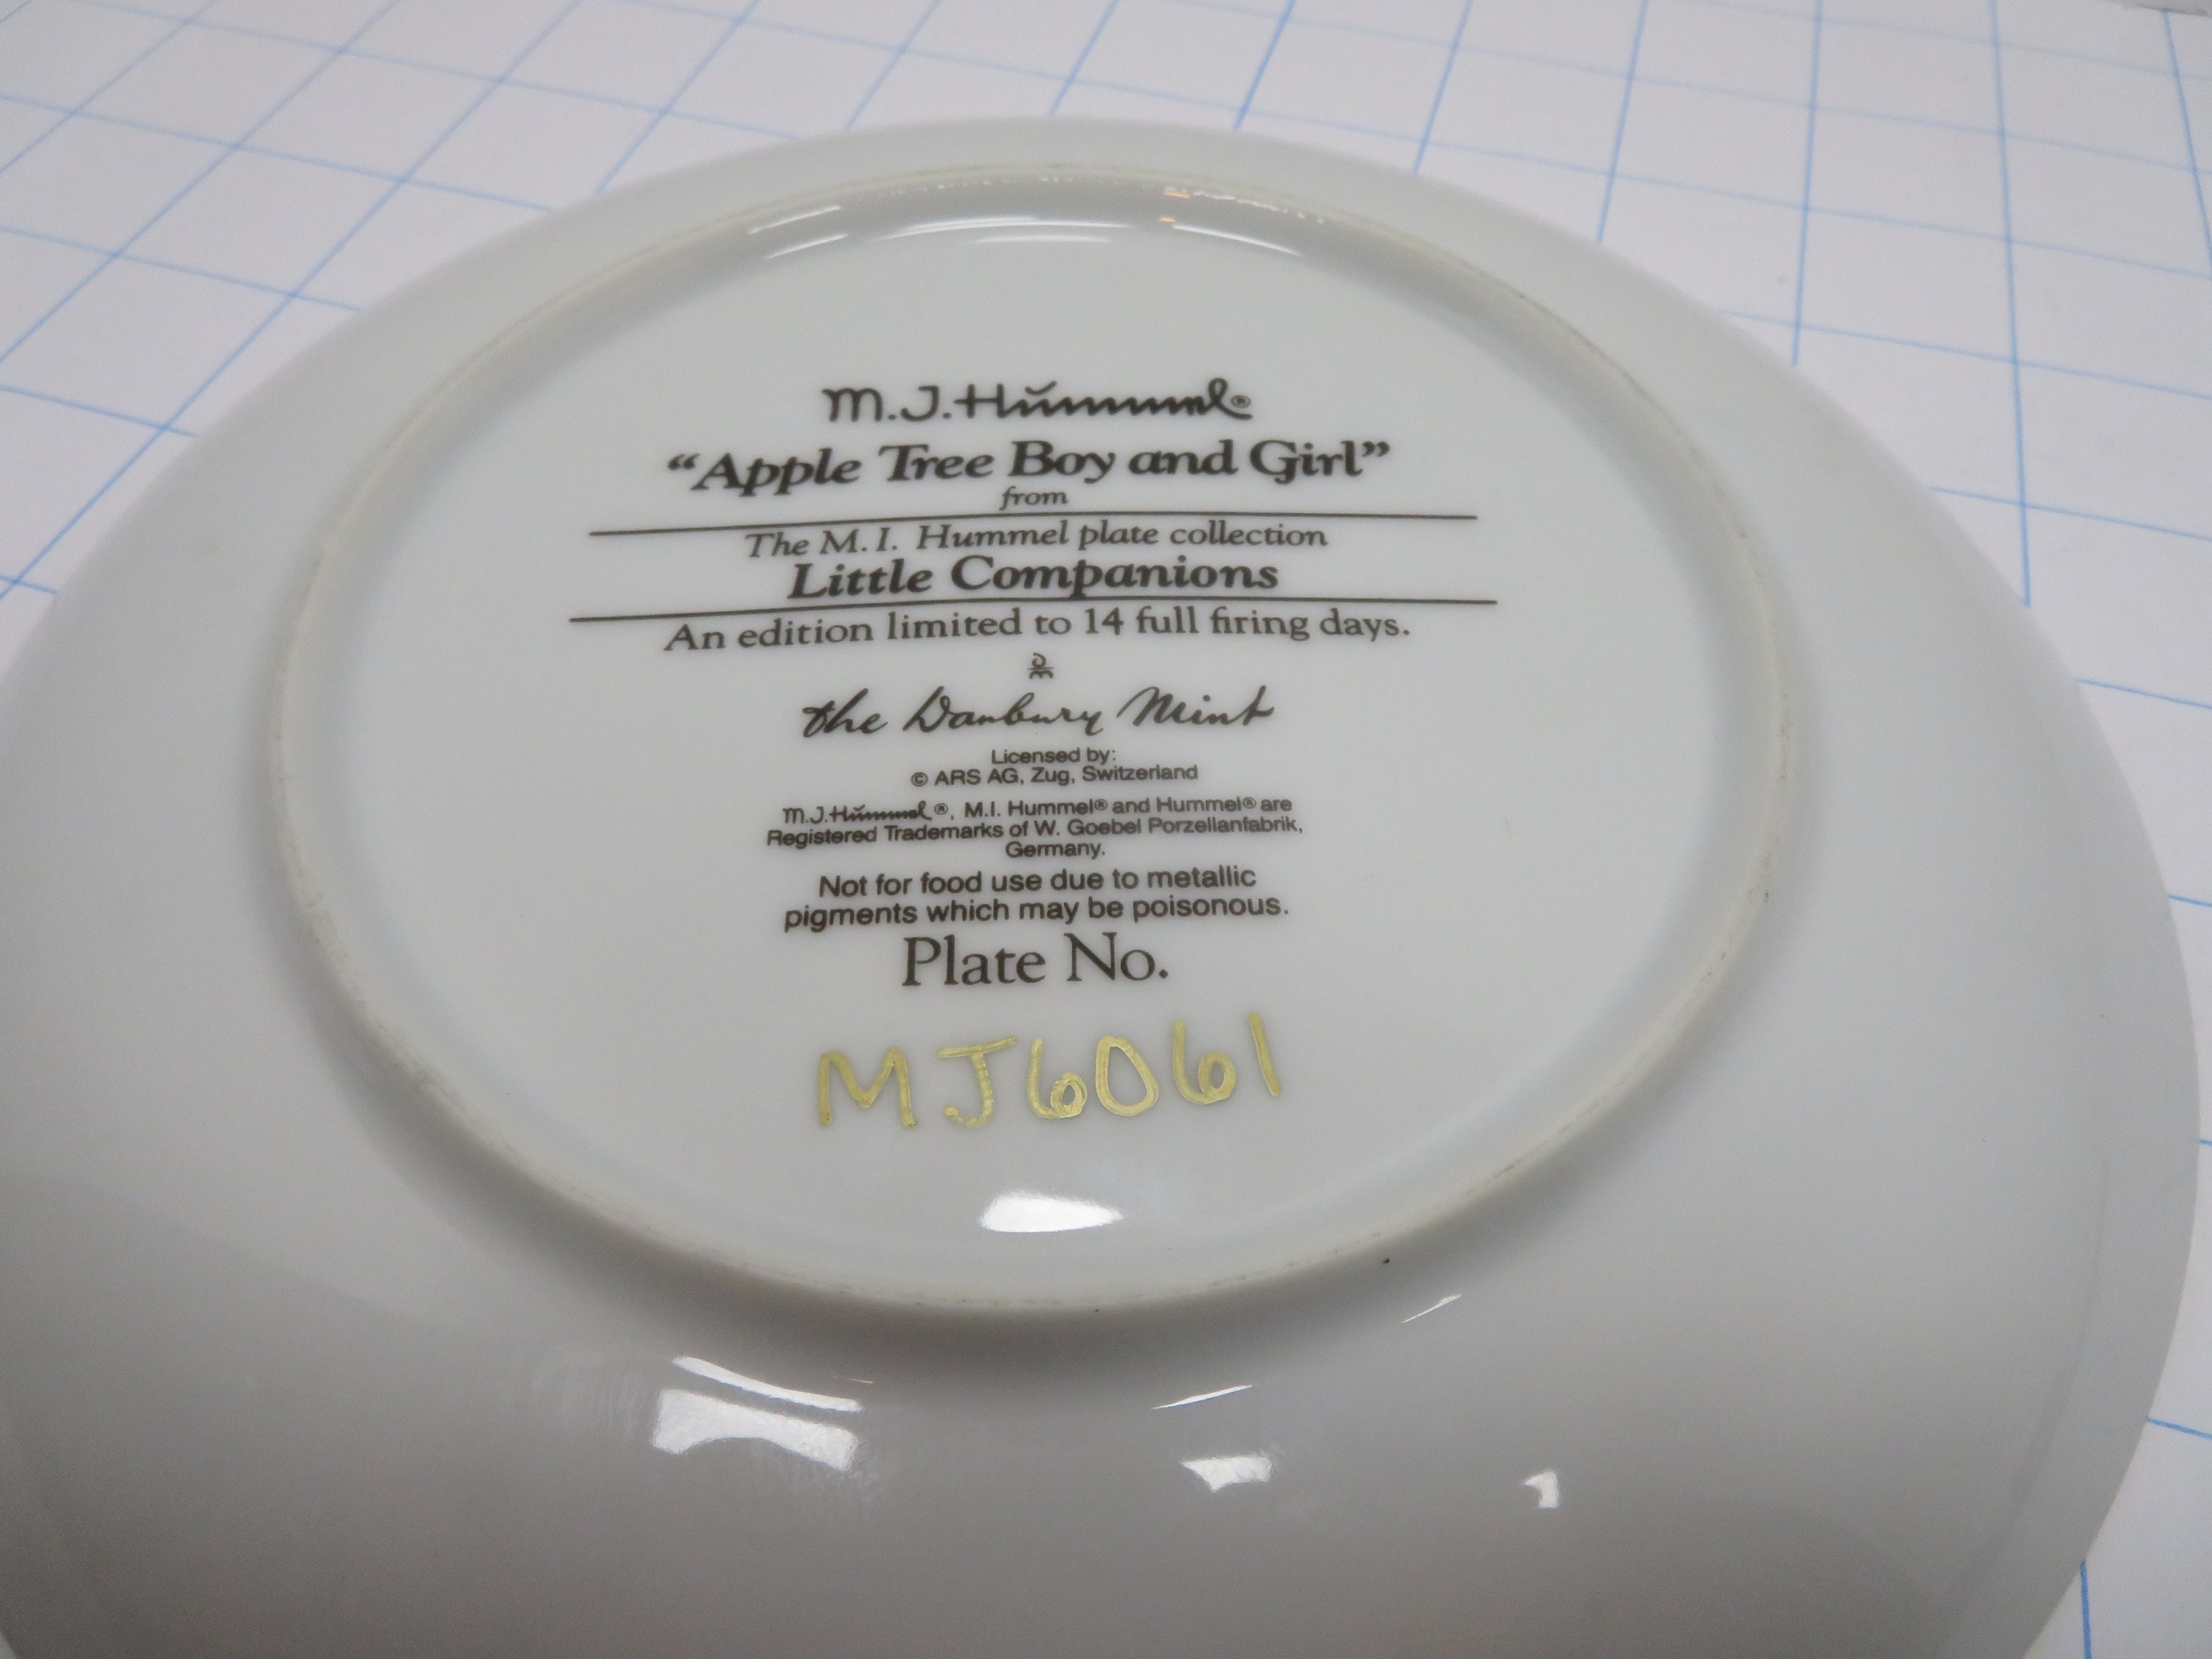 M.J.Hummel®
“Apple Tree Boy and Girl”
from
The M.I. Hummel plate collection
Little Companions
An edition limited to 14 full firing days.
the Danbury Mint
Licensed by:
© ARS AG, Zug, Switzerland
M.J.Hummel®, M.I. Hummel® and Hummel® are
Registered Trademarks of W. Goebel Porzellanfabrik,
Germany.
Not for food use due to metallic
pigments which may be poisonous.
Plate No.
MJ6061